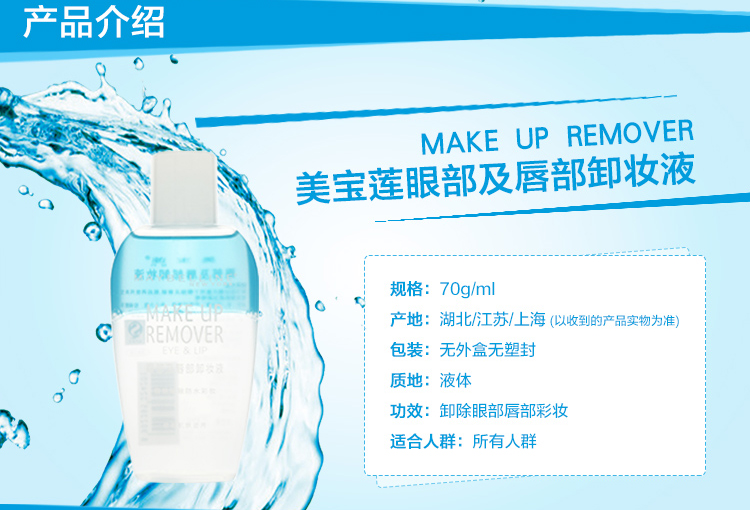 产品介绍
MAKE UP REMOVER
美宝莲眼部及唇部卸妆液
规格：70g/ml
产地：湖北/江苏/上海 (以收到的产品实物为准)
包装：无外盒无塑封
质地：液体
功效：卸除眼部唇部彩妆
适合人群：所有人群
MAKE UP
REMOVER
EYE & LIP